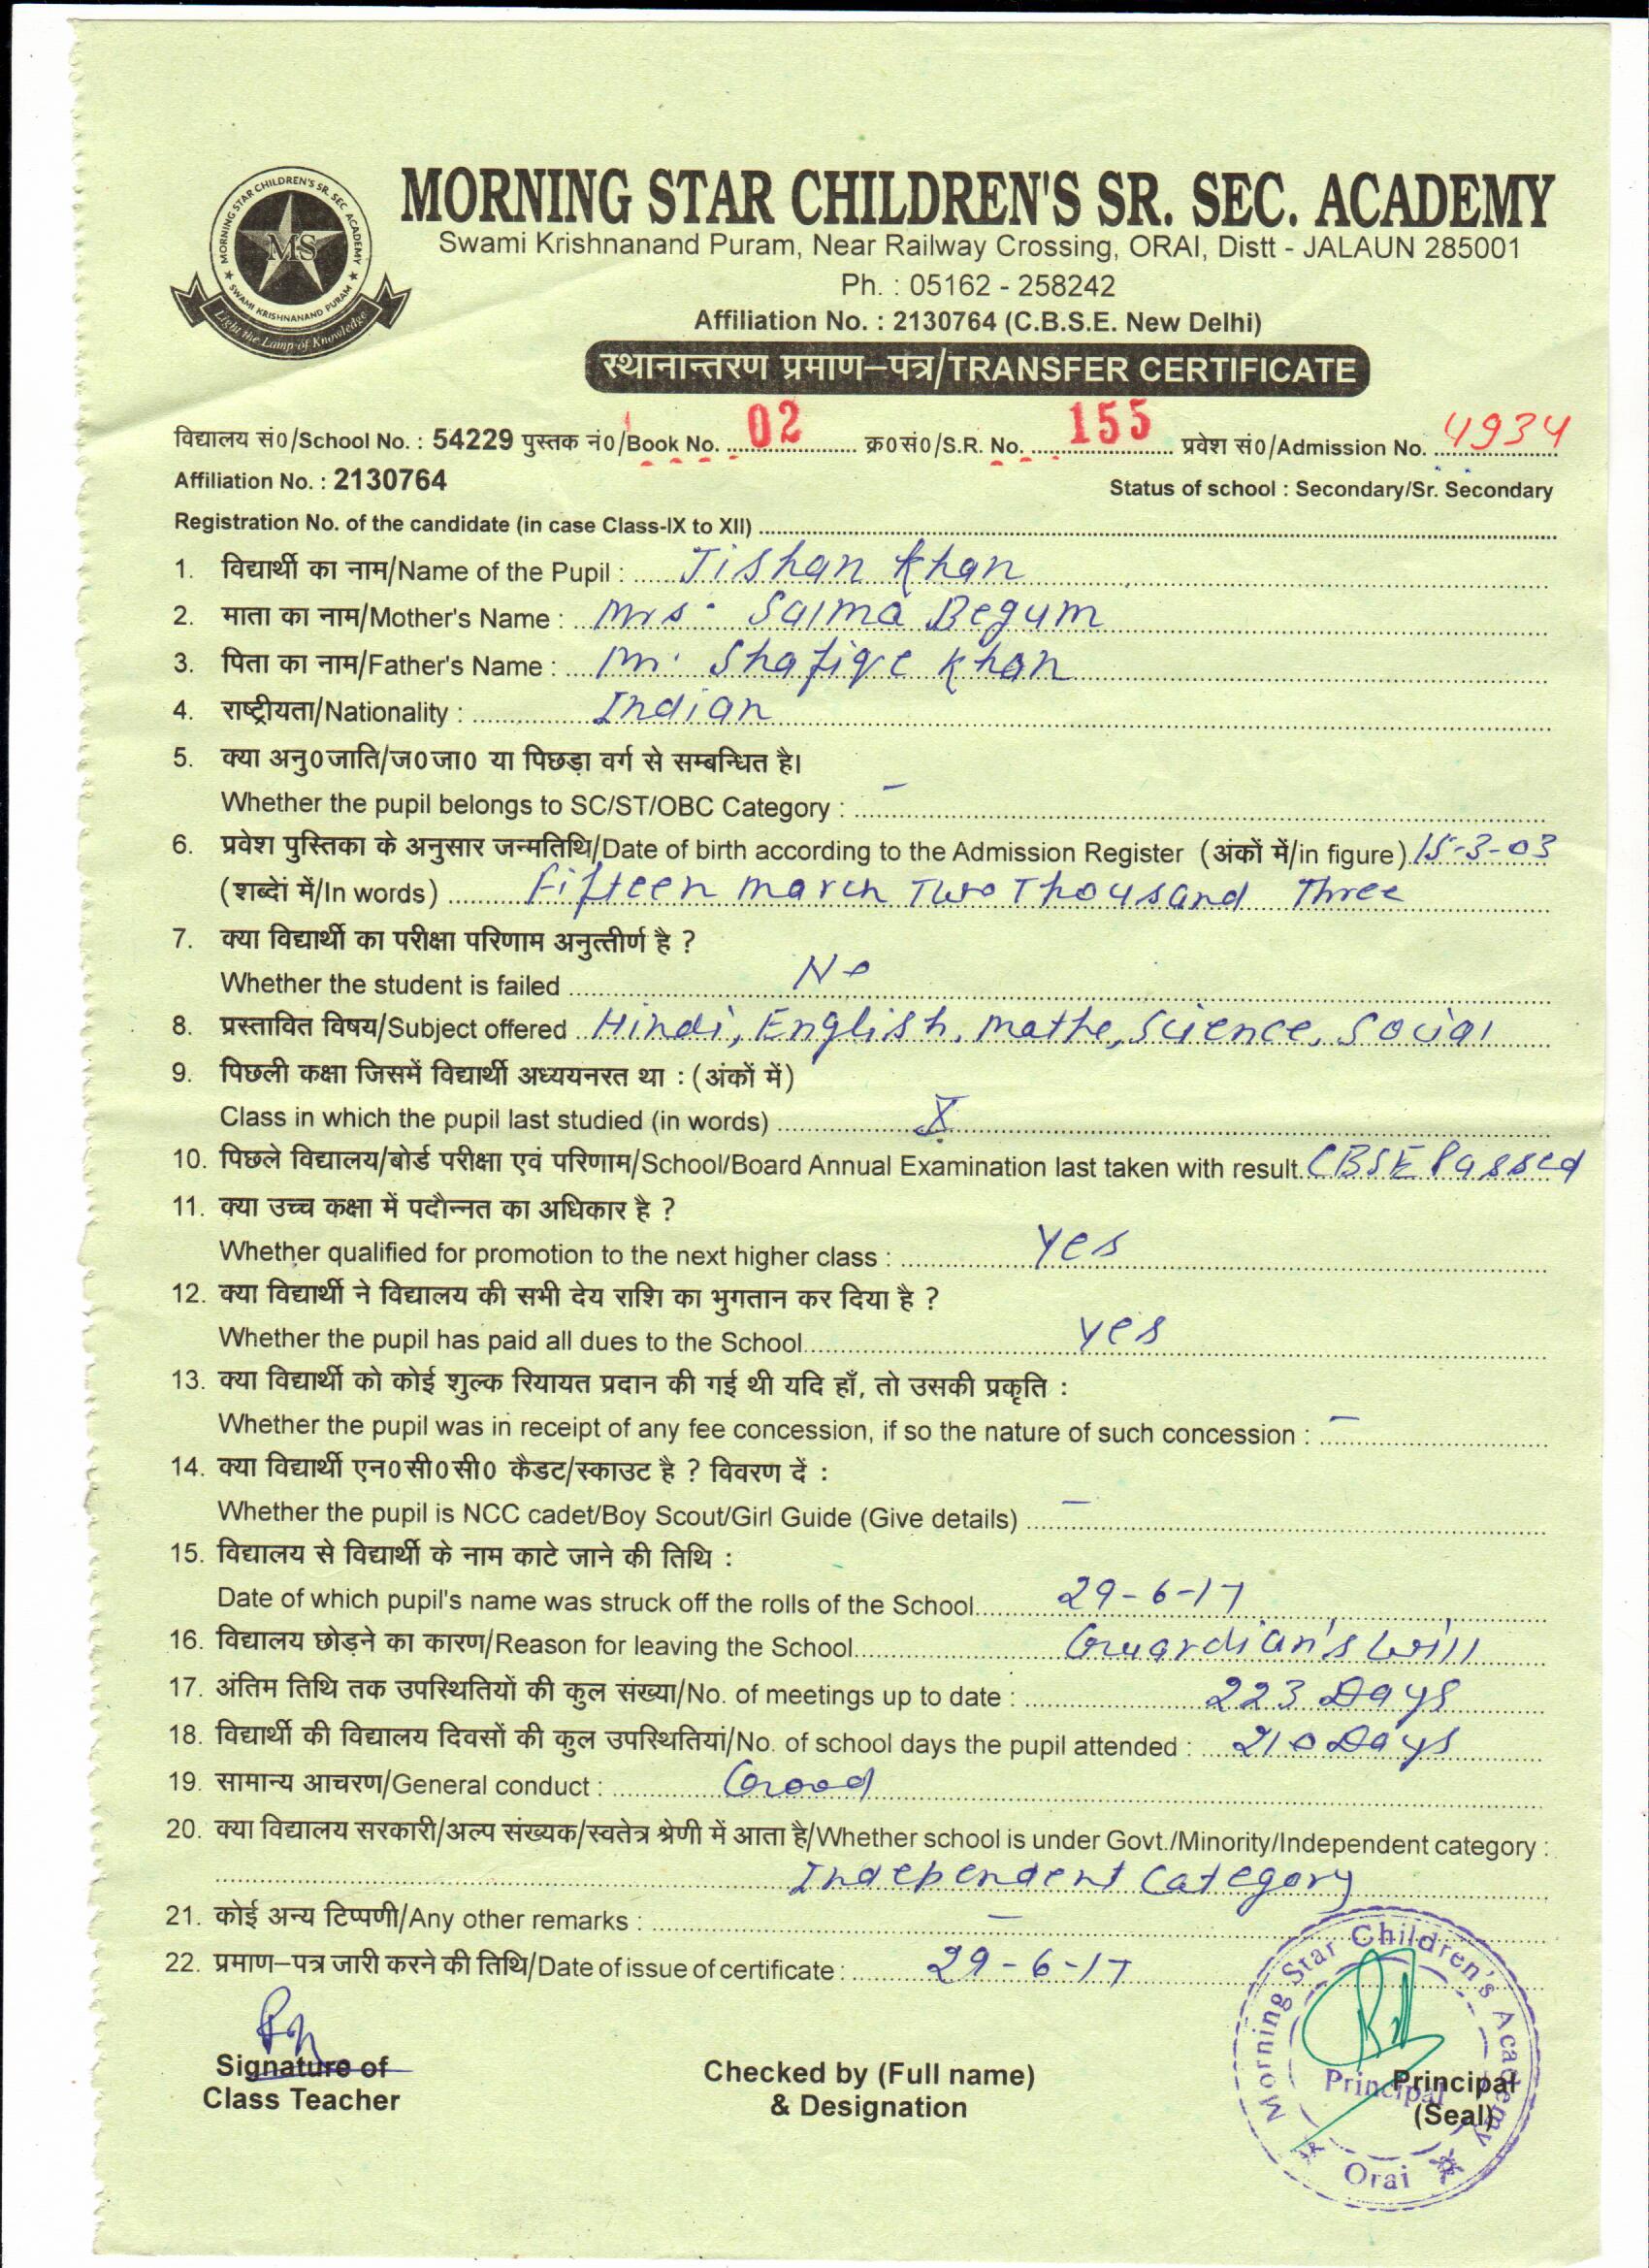 MORNING STAR CHILDREN'S SR. SEC. ACADEMY
MORNING STAR CHILDREN'S SR. SEC. ACADEMY
★ SWAMI KRISHNANAND PURAM ★
MS
Light the Lamp of Knowledge
Swami Krishnanand Puram, Near Railway Crossing, ORAI, Distt - JALAUN 285001
Ph. : 05162 - 258242
Affiliation No. : 2130764 (C.B.S.E. New Delhi)
स्थानान्तरण प्रमाण–पत्र/TRANSFER CERTIFICATE
विद्यालय सं0/School No. : 54229 पुस्तक नं0/Book No. 02 क्र0सं0/S.R. No. 155 प्रवेश सं0/Admission No. 4934
Affiliation No. : 2130764 Status of school : Secondary/Sr. Secondary
Registration No. of the candidate (in case Class-IX to XII)
1. विद्यार्थी का नाम/Name of the Pupil : Jishan Khan
2. माता का नाम/Mother's Name : Mrs. Salma Begum
3. पिता का नाम/Father's Name : Mr. Shafiqe Khan
4. राष्ट्रीयता/Nationality : Indian
5. क्या अनु0जाति/ज0जा0 या पिछड़ा वर्ग से सम्बन्धित है।
Whether the pupil belongs to SC/ST/OBC Category : –
6. प्रवेश पुस्तिका के अनुसार जन्मतिथि/Date of birth according to the Admission Register (अंकों में/in figure) 15-3-03
(शब्दों में/In words) Fifteen March Two Thousand Three
7. क्या विद्यार्थी का परीक्षा परिणाम अनुत्तीर्ण है ?
Whether the student is failed No
8. प्रस्तावित विषय/Subject offered Hindi, English, Maths, Science, Social
9. पिछली कक्षा जिसमें विद्यार्थी अध्ययनरत था : (अंकों में)
Class in which the pupil last studied (in words) X
10. पिछले विद्यालय/बोर्ड परीक्षा एवं परिणाम/School/Board Annual Examination last taken with result. CBSE Passed
11. क्या उच्च कक्षा में पदौन्नत का अधिकार है ?
Whether qualified for promotion to the next higher class : Yes
12. क्या विद्यार्थी ने विद्यालय की सभी देय राशि का भुगतान कर दिया है ?
Whether the pupil has paid all dues to the School Yes
13. क्या विद्यार्थी को कोई शुल्क रियायत प्रदान की गई थी यदि हाँ, तो उसकी प्रकृति :
Whether the pupil was in receipt of any fee concession, if so the nature of such concession : –
14. क्या विद्यार्थी एन0सी0सी0 कैडट/स्काउट है ? विवरण दें :
Whether the pupil is NCC cadet/Boy Scout/Girl Guide (Give details) –
15. विद्यालय से विद्यार्थी के नाम काटे जाने की तिथि :
Date of which pupil's name was struck off the rolls of the School 29-6-17
16. विद्यालय छोड़ने का कारण/Reason for leaving the School Guardian's Will
17. अंतिम तिथि तक उपस्थितियों की कुल संख्या/No. of meetings up to date : 223 Days
18. विद्यार्थी की विद्यालय दिवसों की कुल उपस्थितियां/No. of school days the pupil attended : 210 Days
19. सामान्य आचरण/General conduct : Good
20. क्या विद्यालय सरकारी/अल्प संख्यक/स्वतेत्र श्रेणी में आता है/Whether school is under Govt./Minority/Independent category :
Independent Category
21. कोई अन्य टिप्पणी/Any other remarks : –
22. प्रमाण–पत्र जारी करने की तिथि/Date of issue of certificate : 29-6-17
Signature of
Class Teacher
Checked by (Full name)
& Designation
Principal
(Seal)
Morning Star Children's Academy
Principal
Orai